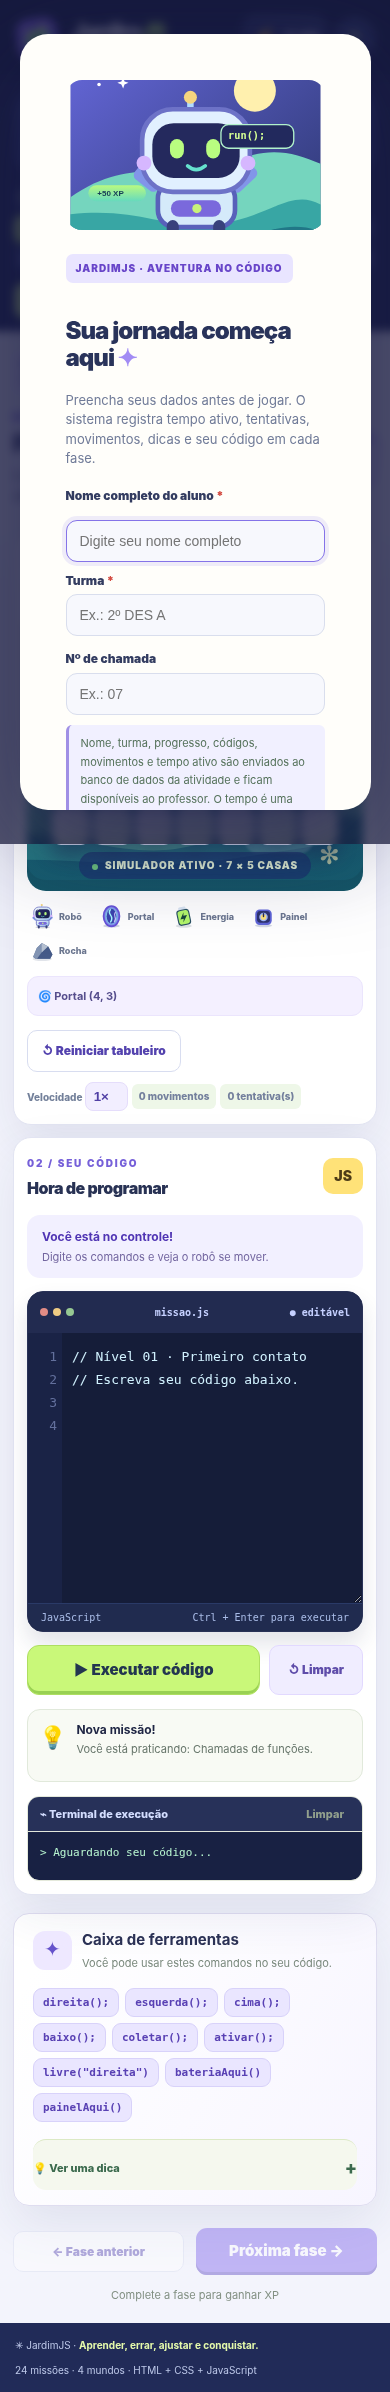 run();
+50 XP
JARDIMJS · AVENTURA NO CÓDIGO
Sua jornada começa
aqui ✦
Preencha seus dados antes de jogar. O
sistema registra tempo ativo, tentativas,
movimentos, dicas e seu código em cada
fase.
Nome completo do aluno *
Digite seu nome completo
Turma *
Ex.: 2º DES A
Nº de chamada
Ex.: 07
Nome, turma, progresso, códigos,
movimentos e tempo ativo são enviados ao
banco de dados da atividade e ficam
disponíveis ao professor. O tempo é uma
SIMULADOR ATIVO · 7 × 5 CASAS
Robô
Portal
Energia
Painel
Rocha
🌀 Portal (4, 3)
↺ Reiniciar tabuleiro
Velocidade 1× 0 movimentos 0 tentativa(s)
02 / SEU CÓDIGO
Hora de programar
JS
Você está no controle!
Digite os comandos e veja o robô se mover.
missao.js
● editável
1 // Nível 01 · Primeiro contato
2 // Escreva seu código abaixo.
3
4
JavaScript
Ctrl + Enter para executar
▶ Executar código
↺ Limpar
💡 Nova missão!
Você está praticando: Chamadas de funções.
⌁ Terminal de execução
Limpar
> Aguardando seu código...
✦ Caixa de ferramentas
Você pode usar estes comandos no seu código.
direita(); esquerda(); cima();
baixo(); coletar(); ativar();
livre("direita") bateriaAqui()
painelAqui()
💡 Ver uma dica +
← Fase anterior
Próxima fase →
Complete a fase para ganhar XP
✳ JardimJS · Aprender, errar, ajustar e conquistar.
24 missões · 4 mundos · HTML + CSS + JavaScript